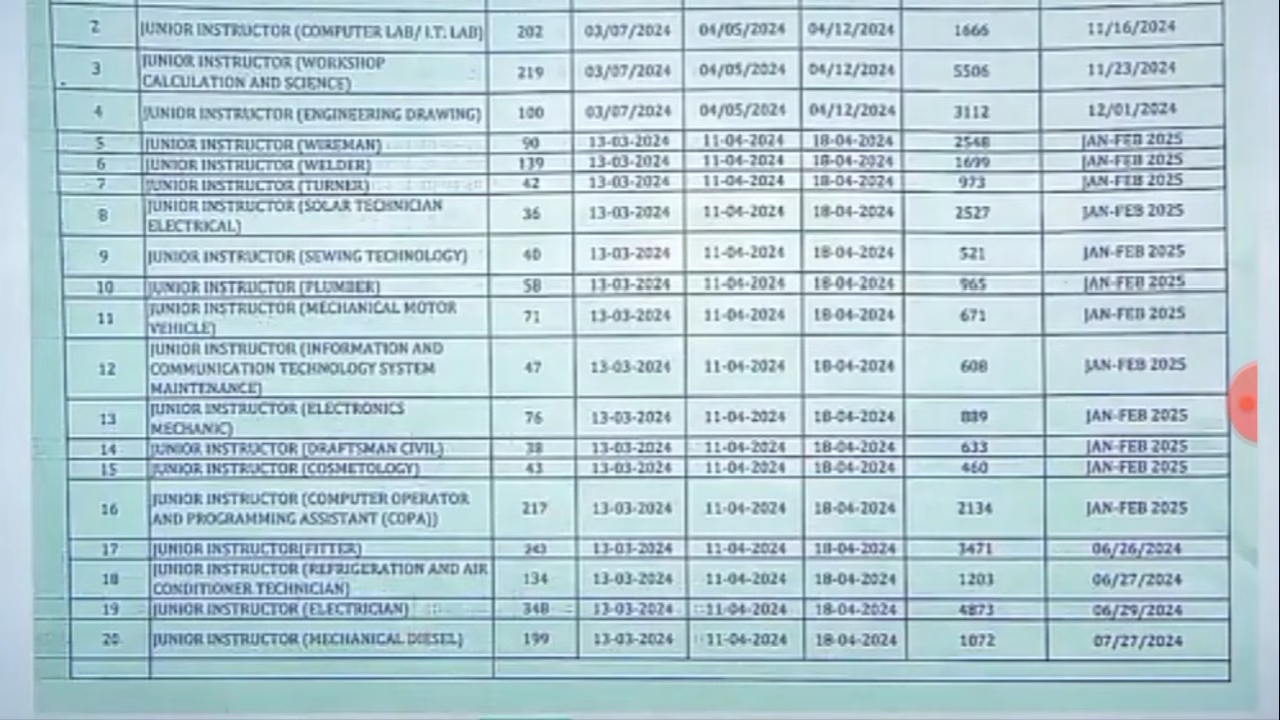 2 JUNIOR INSTRUCTOR (COMPUTER LAB/ I.T. LAB) 202 03/07/2024 04/05/2024 04/12/2024 1666 11/16/2024
3 JUNIOR INSTRUCTOR (WORKSHOP
CALCULATION AND SCIENCE) 219 03/07/2024 04/05/2024 04/12/2024 5506 11/23/2024
4 JUNIOR INSTRUCTOR (ENGINEERING DRAWING) 100 03/07/2024 04/05/2024 04/12/2024 3112 12/01/2024
5 JUNIOR INSTRUCTOR (WIREMAN) 90 13-03-2024 11-04-2024 18-04-2024 2548 JAN-FEB 2025
6 JUNIOR INSTRUCTOR (WELDER) 139 13-03-2024 11-04-2024 18-04-2024 1699 JAN-FEB 2025
7 JUNIOR INSTRUCTOR (TURNER) 42 13-03-2024 11-04-2024 18-04-2024 973 JAN-FEB 2025
8 JUNIOR INSTRUCTOR (SOLAR TECHNICIAN
ELECTRICAL) 36 13-03-2024 11-04-2024 18-04-2024 2527 JAN-FEB 2025
9 JUNIOR INSTRUCTOR (SEWING TECHNOLOGY) 40 13-03-2024 11-04-2024 18-04-2024 521 JAN-FEB 2025
10 JUNIOR INSTRUCTOR (PLUMBER) 58 13-03-2024 11-04-2024 18-04-2024 965 JAN-FEB 2025
11 JUNIOR INSTRUCTOR (MECHANICAL MOTOR
VEHICLE) 71 13-03-2024 11-04-2024 18-04-2024 671 JAN-FEB 2025
12 JUNIOR INSTRUCTOR (INFORMATION AND
COMMUNICATION TECHNOLOGY SYSTEM
MAINTENANCE) 47 13-03-2024 11-04-2024 18-04-2024 608 JAN-FEB 2025
13 JUNIOR INSTRUCTOR (ELECTRONICS
MECHANIC) 76 13-03-2024 11-04-2024 18-04-2024 889 JAN-FEB 2025
14 JUNIOR INSTRUCTOR (DRAFTSMAN CIVIL) 38 13-03-2024 11-04-2024 18-04-2024 633 JAN-FEB 2025
15 JUNIOR INSTRUCTOR (COSMETOLOGY) 43 13-03-2024 11-04-2024 18-04-2024 460 JAN-FEB 2025
16 JUNIOR INSTRUCTOR (COMPUTER OPERATOR
AND PROGRAMMING ASSISTANT (COPA)) 217 13-03-2024 11-04-2024 18-04-2024 2134 JAN-FEB 2025
17 JUNIOR INSTRUCTOR(FITTER) 243 13-03-2024 11-04-2024 18-04-2024 3471 06/26/2024
18 JUNIOR INSTRUCTOR (REFRIGERATION AND AIR
CONDITIONER TECHNICIAN) 134 13-03-2024 11-04-2024 18-04-2024 1203 06/27/2024
19 JUNIOR INSTRUCTOR (ELECTRICIAN) 348 13-03-2024 11-04-2024 18-04-2024 4873 06/29/2024
20 JUNIOR INSTRUCTOR (MECHANICAL DIESEL) 199 13-03-2024 11-04-2024 18-04-2024 1072 07/27/2024